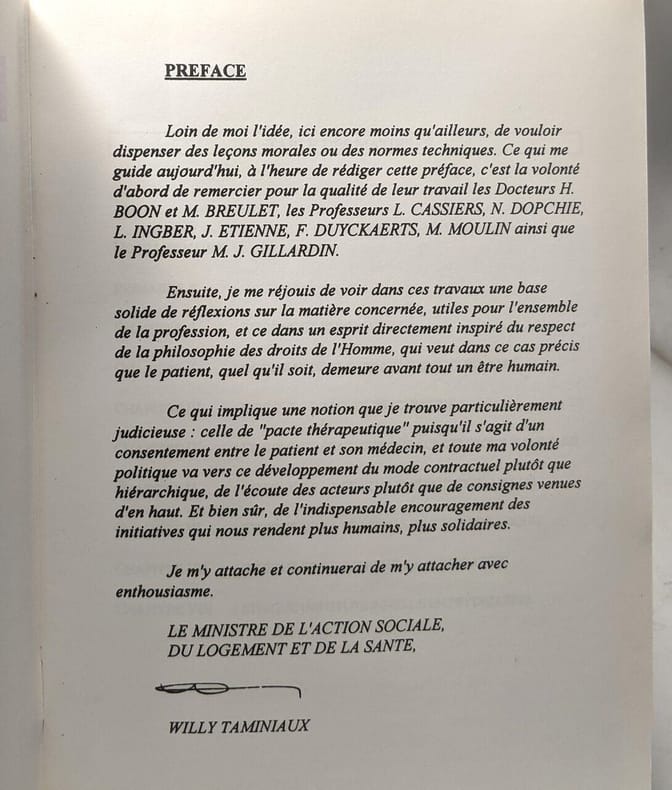 PREFACE
Loin de moi l'idée, ici encore moins qu'ailleurs, de vouloir
dispenser des leçons morales ou des normes techniques. Ce qui me
guide aujourd'hui, à l'heure de rédiger cette préface, c'est la volonté
d'abord de remercier pour la qualité de leur travail les Docteurs H.
BOON et M. BREULET, les Professeurs L. CASSIERS, N. DOPCHIE,
L. INGBER, J. ETIENNE, F. DUYCKAERTS, M. MOULIN ainsi que
le Professeur M. J. GILLARDIN.
Ensuite, je me réjouis de voir dans ces travaux une base
solide de réflexions sur la matière concernée, utiles pour l'ensemble
de la profession, et ce dans un esprit directement inspiré du respect
de la philosophie des droits de l'Homme, qui veut dans ce cas précis
que le patient, quel qu'il soit, demeure avant tout un être humain.
Ce qui implique une notion que je trouve particulièrement
judicieuse : celle de "pacte thérapeutique" puisqu'il s'agit d'un
consentement entre le patient et son médecin, et toute ma volonté
politique va vers ce développement du mode contractuel plutôt que
hiérarchique, de l'écoute des acteurs plutôt que de consignes venues
d'en haut. Et bien sûr, de l'indispensable encouragement des
initiatives qui nous rendent plus humains, plus solidaires.
Je m'y attache et continuerai de m'y attacher avec
enthousiasme.
LE MINISTRE DE L'ACTION SOCIALE,
DU LOGEMENT ET DE LA SANTE,
WILLY TAMINIAUX